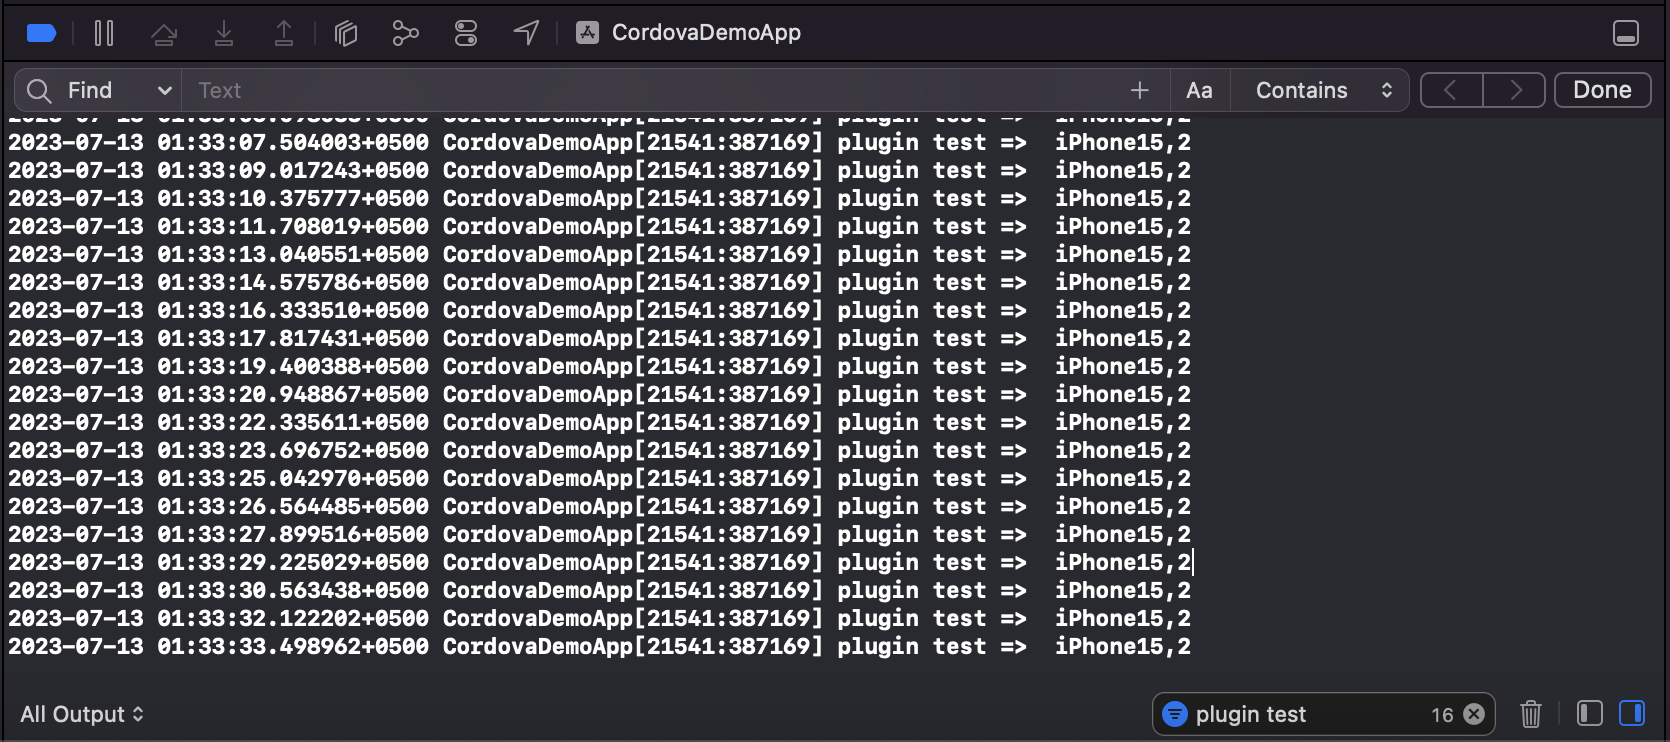 CordovaDemoApp
Find Text Aa Contains Done
2023-07-13 01:33:07.504003+0500 CordovaDemoApp[21541:387169] plugin test =>  iPhone15,2
2023-07-13 01:33:09.017243+0500 CordovaDemoApp[21541:387169] plugin test =>  iPhone15,2
2023-07-13 01:33:10.375777+0500 CordovaDemoApp[21541:387169] plugin test =>  iPhone15,2
2023-07-13 01:33:11.708019+0500 CordovaDemoApp[21541:387169] plugin test =>  iPhone15,2
2023-07-13 01:33:13.040551+0500 CordovaDemoApp[21541:387169] plugin test =>  iPhone15,2
2023-07-13 01:33:14.575786+0500 CordovaDemoApp[21541:387169] plugin test =>  iPhone15,2
2023-07-13 01:33:16.333510+0500 CordovaDemoApp[21541:387169] plugin test =>  iPhone15,2
2023-07-13 01:33:17.817431+0500 CordovaDemoApp[21541:387169] plugin test =>  iPhone15,2
2023-07-13 01:33:19.400388+0500 CordovaDemoApp[21541:387169] plugin test =>  iPhone15,2
2023-07-13 01:33:20.948867+0500 CordovaDemoApp[21541:387169] plugin test =>  iPhone15,2
2023-07-13 01:33:22.335611+0500 CordovaDemoApp[21541:387169] plugin test =>  iPhone15,2
2023-07-13 01:33:23.696752+0500 CordovaDemoApp[21541:387169] plugin test =>  iPhone15,2
2023-07-13 01:33:25.042970+0500 CordovaDemoApp[21541:387169] plugin test =>  iPhone15,2
2023-07-13 01:33:26.564485+0500 CordovaDemoApp[21541:387169] plugin test =>  iPhone15,2
2023-07-13 01:33:27.899516+0500 CordovaDemoApp[21541:387169] plugin test =>  iPhone15,2
2023-07-13 01:33:29.225029+0500 CordovaDemoApp[21541:387169] plugin test =>  iPhone15,2
2023-07-13 01:33:30.563438+0500 CordovaDemoApp[21541:387169] plugin test =>  iPhone15,2
2023-07-13 01:33:32.122202+0500 CordovaDemoApp[21541:387169] plugin test =>  iPhone15,2
2023-07-13 01:33:33.498962+0500 CordovaDemoApp[21541:387169] plugin test =>  iPhone15,2
All Output plugin test 16